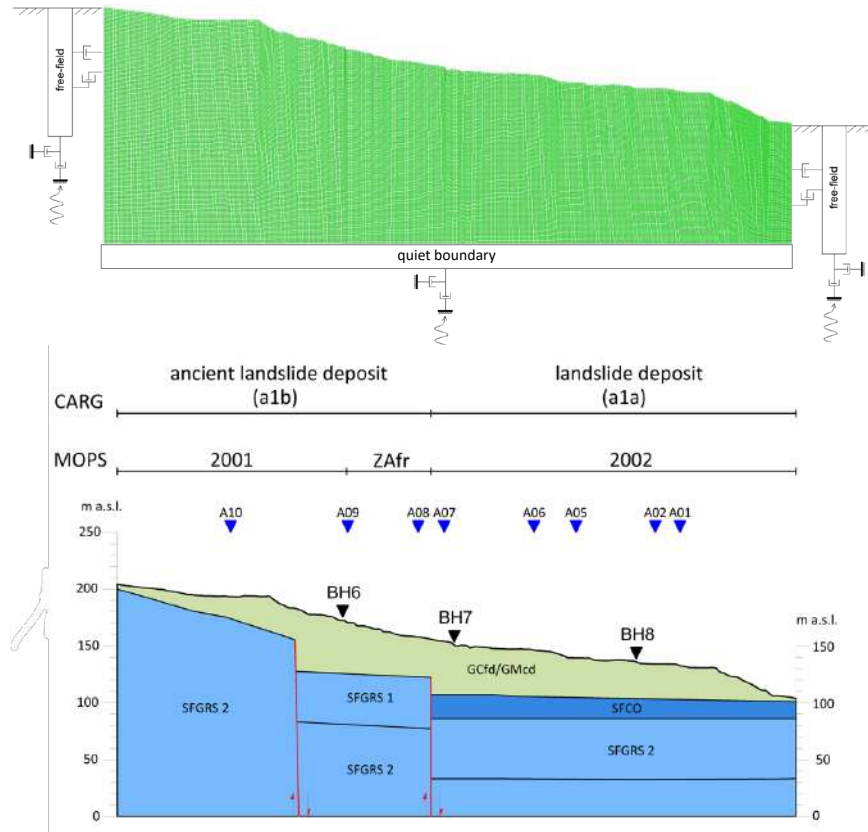 free-field
free-field
quiet boundary
ancient landslide deposit
(a1b)
landslide deposit
(a1a)
CARG
MOPS
2001
ZAfr
2002
m a.s.l.
A10
A09
A08
A07
A06
A05
A02
A01
250
200
150
100
50
0
BH6
BH7
BH8
m a.s.l.
150
100
50
0
GCfd/GMcd
SFGRS 2
SFGRS 1
SFCO
SFGRS 2
SFGRS 2